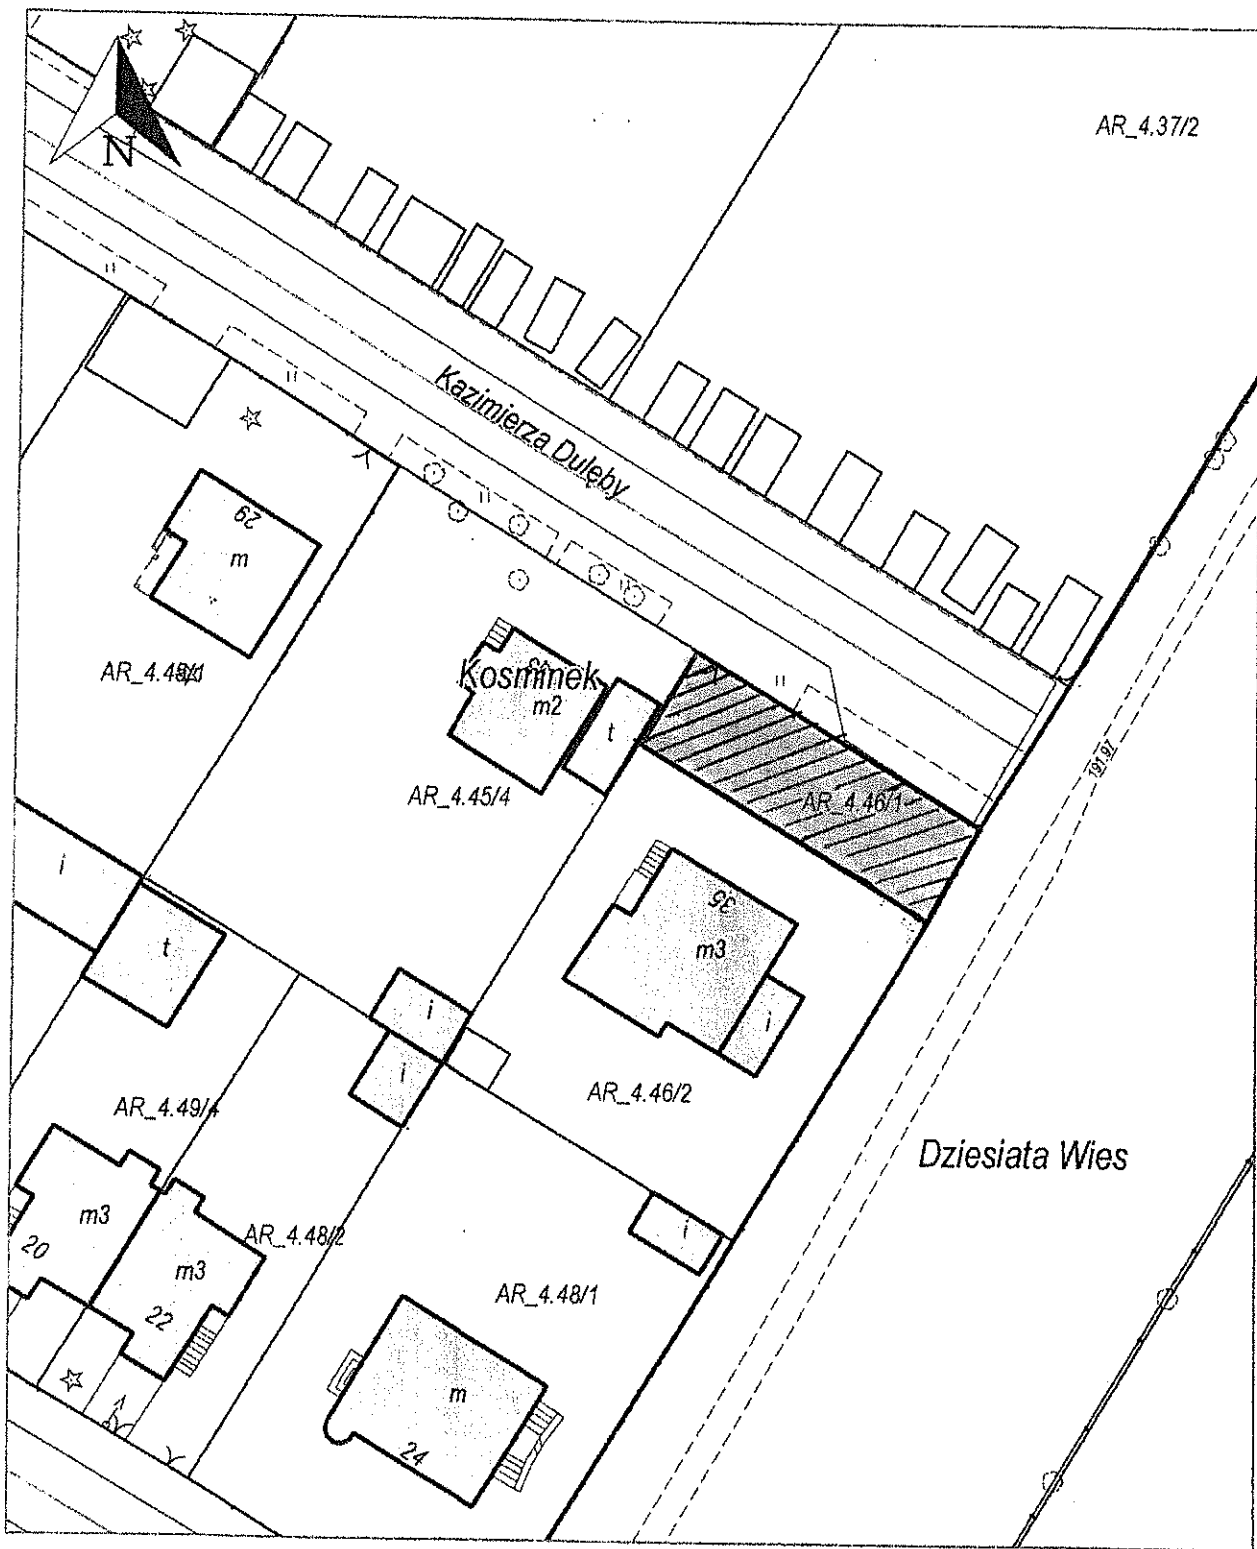 AR_4.37/2
N
Kazimierza Dulęby
29
m
Kosminek
m2
t
AR_4.45/4
AR_4.46/1
191.97
i
t
35
m3
i
i
i
AR_4.46/2
AR_4.49/4
Dziesiata Wies
m3
20
AR_4.48/2
m3
22
i
AR_4.48/1
m
24